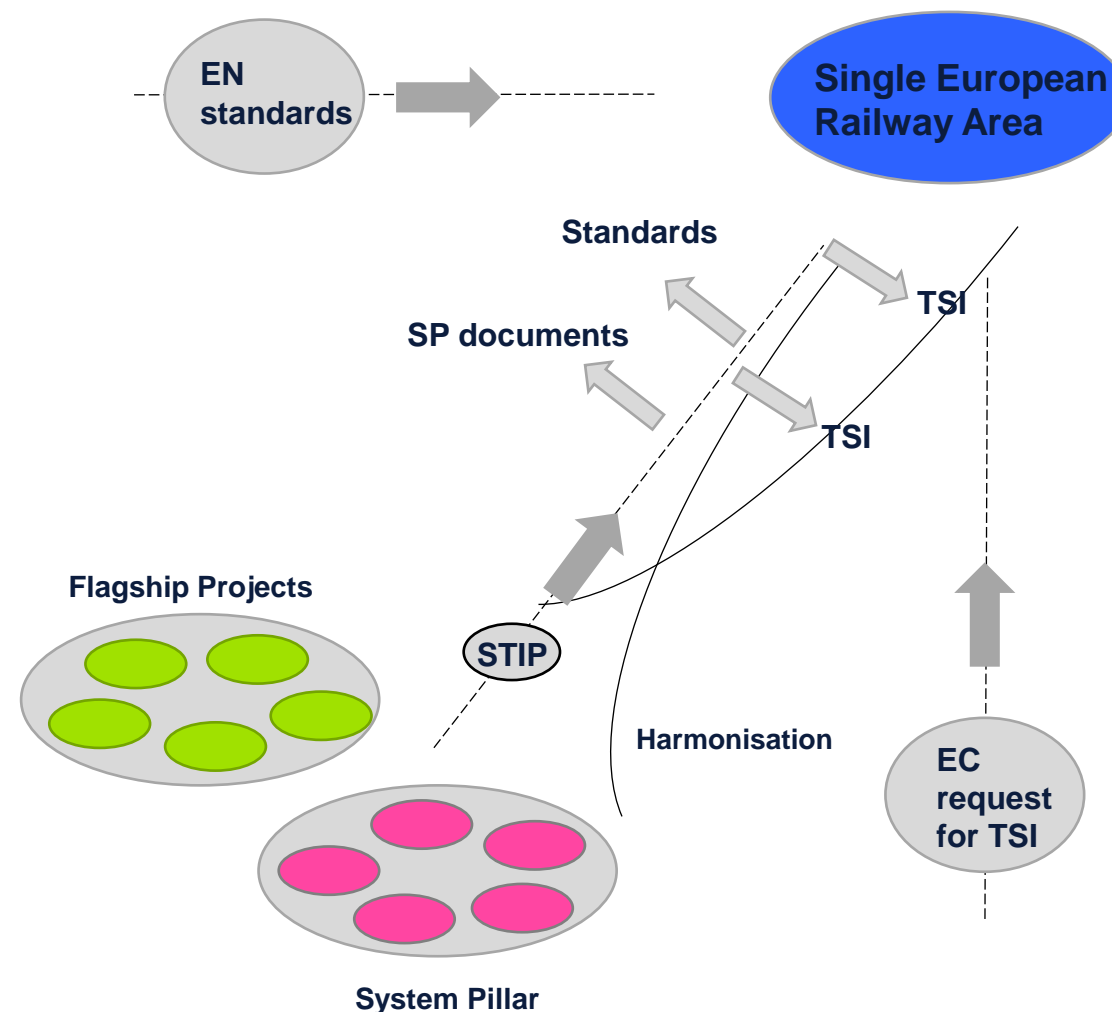 EN
standards
Single European
Railway Area
Standards
TSI
SP documents
TSI
Flagship Projects
STIP
Harmonisation
EC
request
for TSI
System Pillar